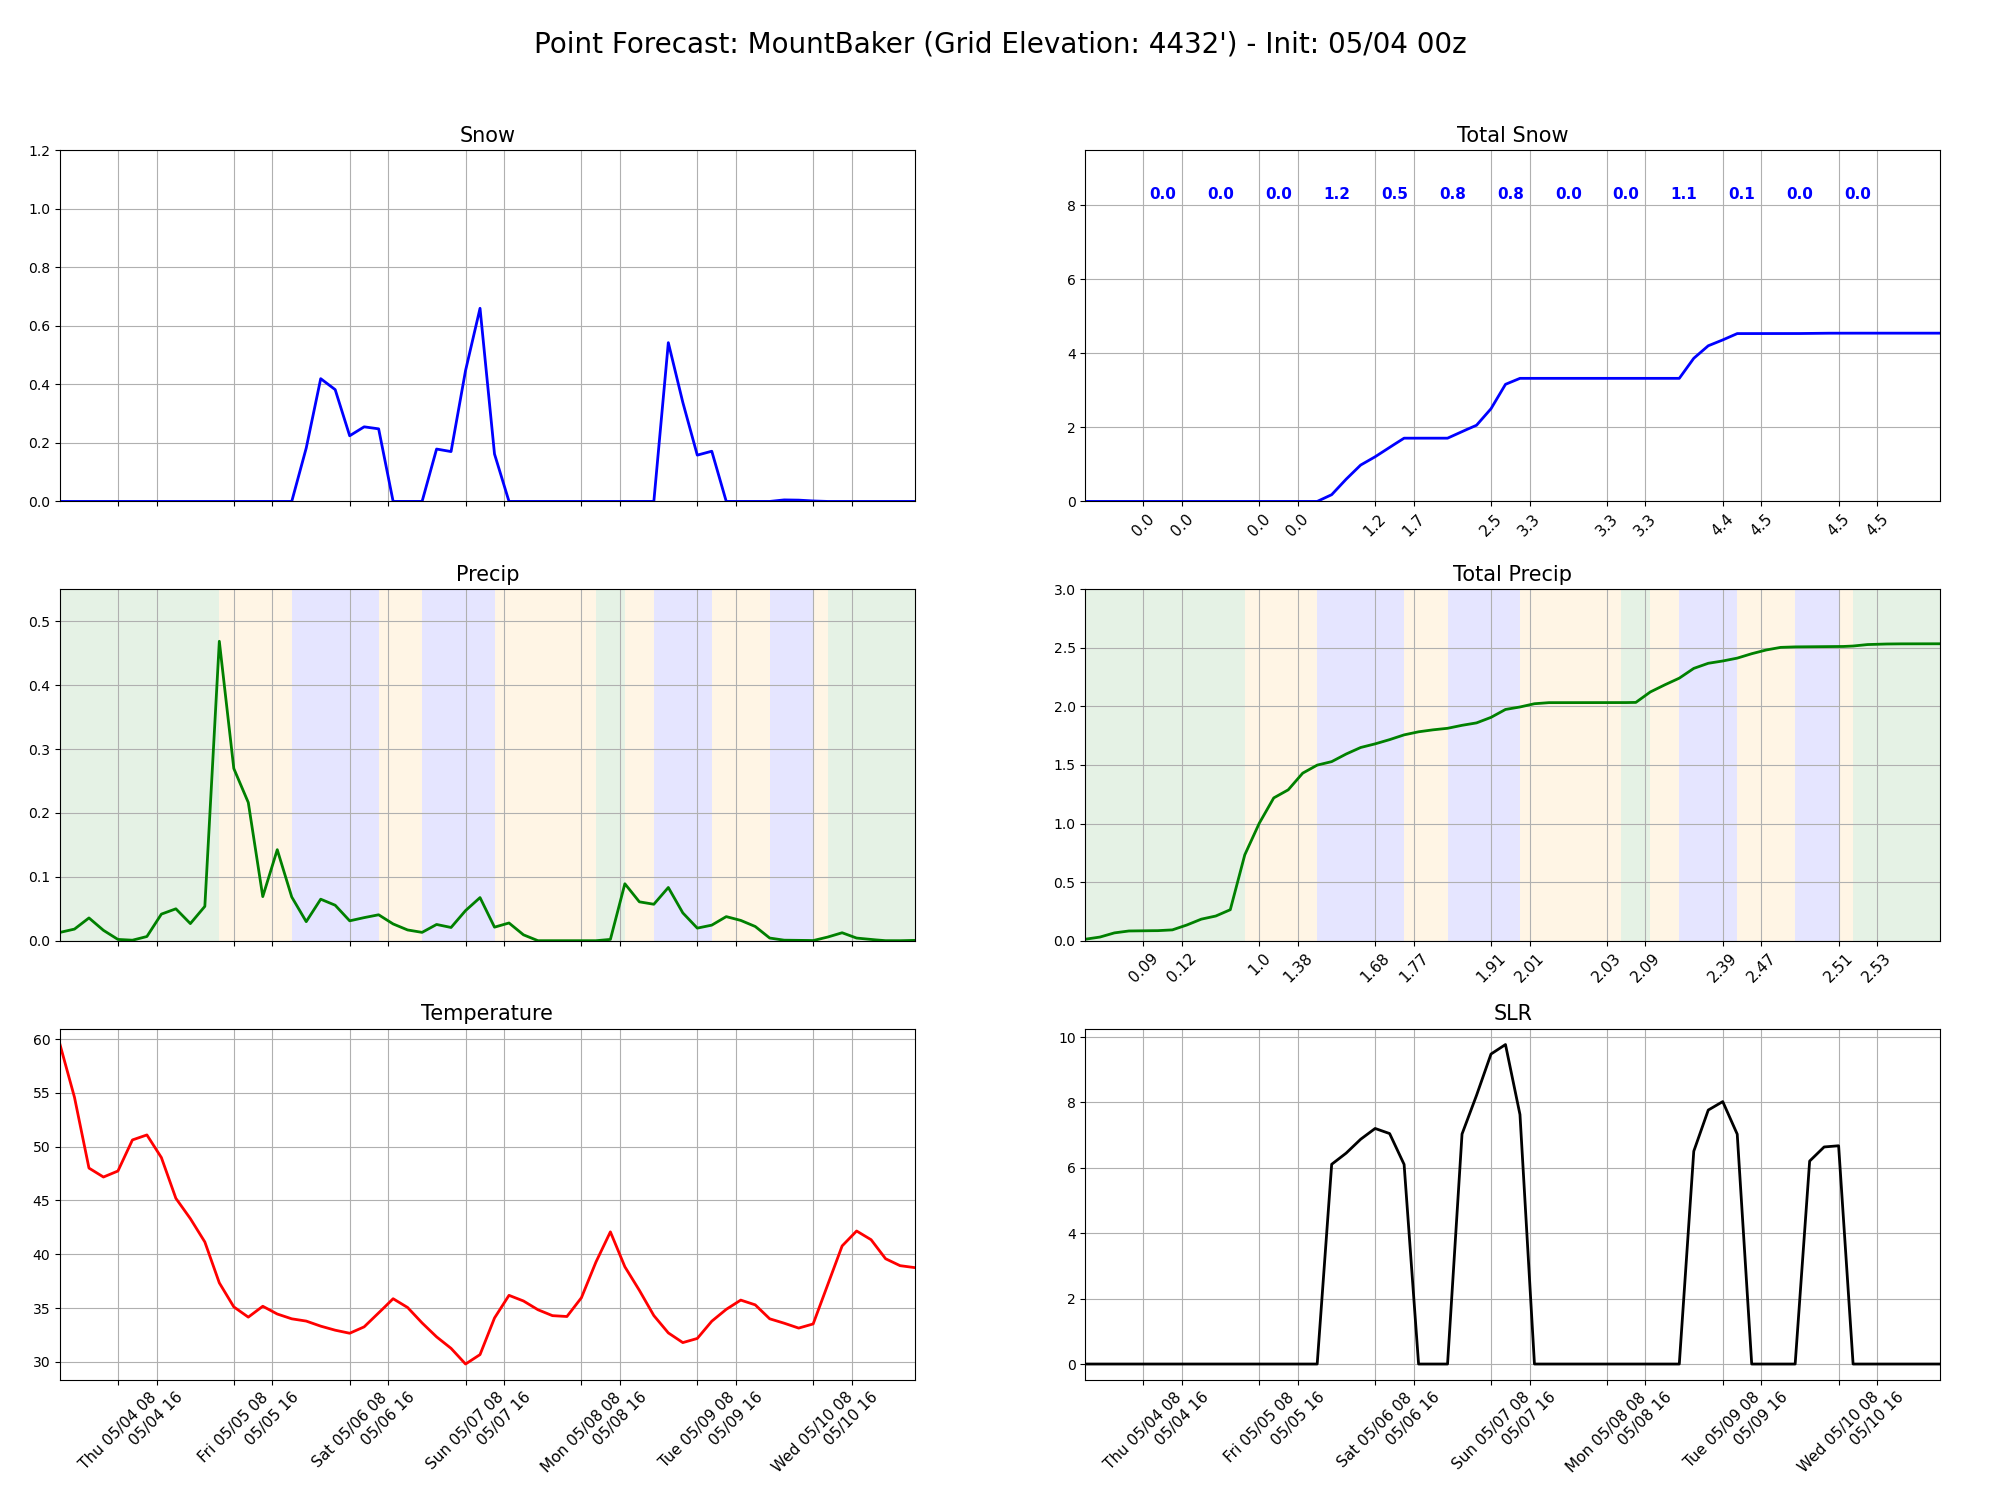 Point Forecast: MountBaker (Grid Elevation: 4432') - Init: 05/04 00z
Snow
1.2
1.0
0.8
0.6
0.4
0.2
0.0
Total Snow
0.0 0.0 0.0 1.2 0.5 0.8 0.8 0.0 0.0 1.1 0.1 0.0 0.0
8
6
4
2
0
0.0 0.0 0.0 0.0 1.2 1.7 2.5 3.3 3.3 3.3 4.4 4.5 4.5 4.5
Precip
0.5
0.4
0.3
0.2
0.1
0.0
Total Precip
3.0
2.5
2.0
1.5
1.0
0.5
0.0
0.09 0.12 1.0 1.38 1.68 1.77 1.91 2.01 2.03 2.09 2.39 2.47 2.51 2.53
Temperature
60
55
50
45
40
35
30
Thu 05/04 08
05/04 16
Fri 05/05 08
05/05 16
Sat 05/06 08
05/06 16
Sun 05/07 08
05/07 16
Mon 05/08 08
05/08 16
Tue 05/09 08
05/09 16
Wed 05/10 08
05/10 16
SLR
10
8
6
4
2
0
Thu 05/04 08
05/04 16
Fri 05/05 08
05/05 16
Sat 05/06 08
05/06 16
Sun 05/07 08
05/07 16
Mon 05/08 08
05/08 16
Tue 05/09 08
05/09 16
Wed 05/10 08
05/10 16